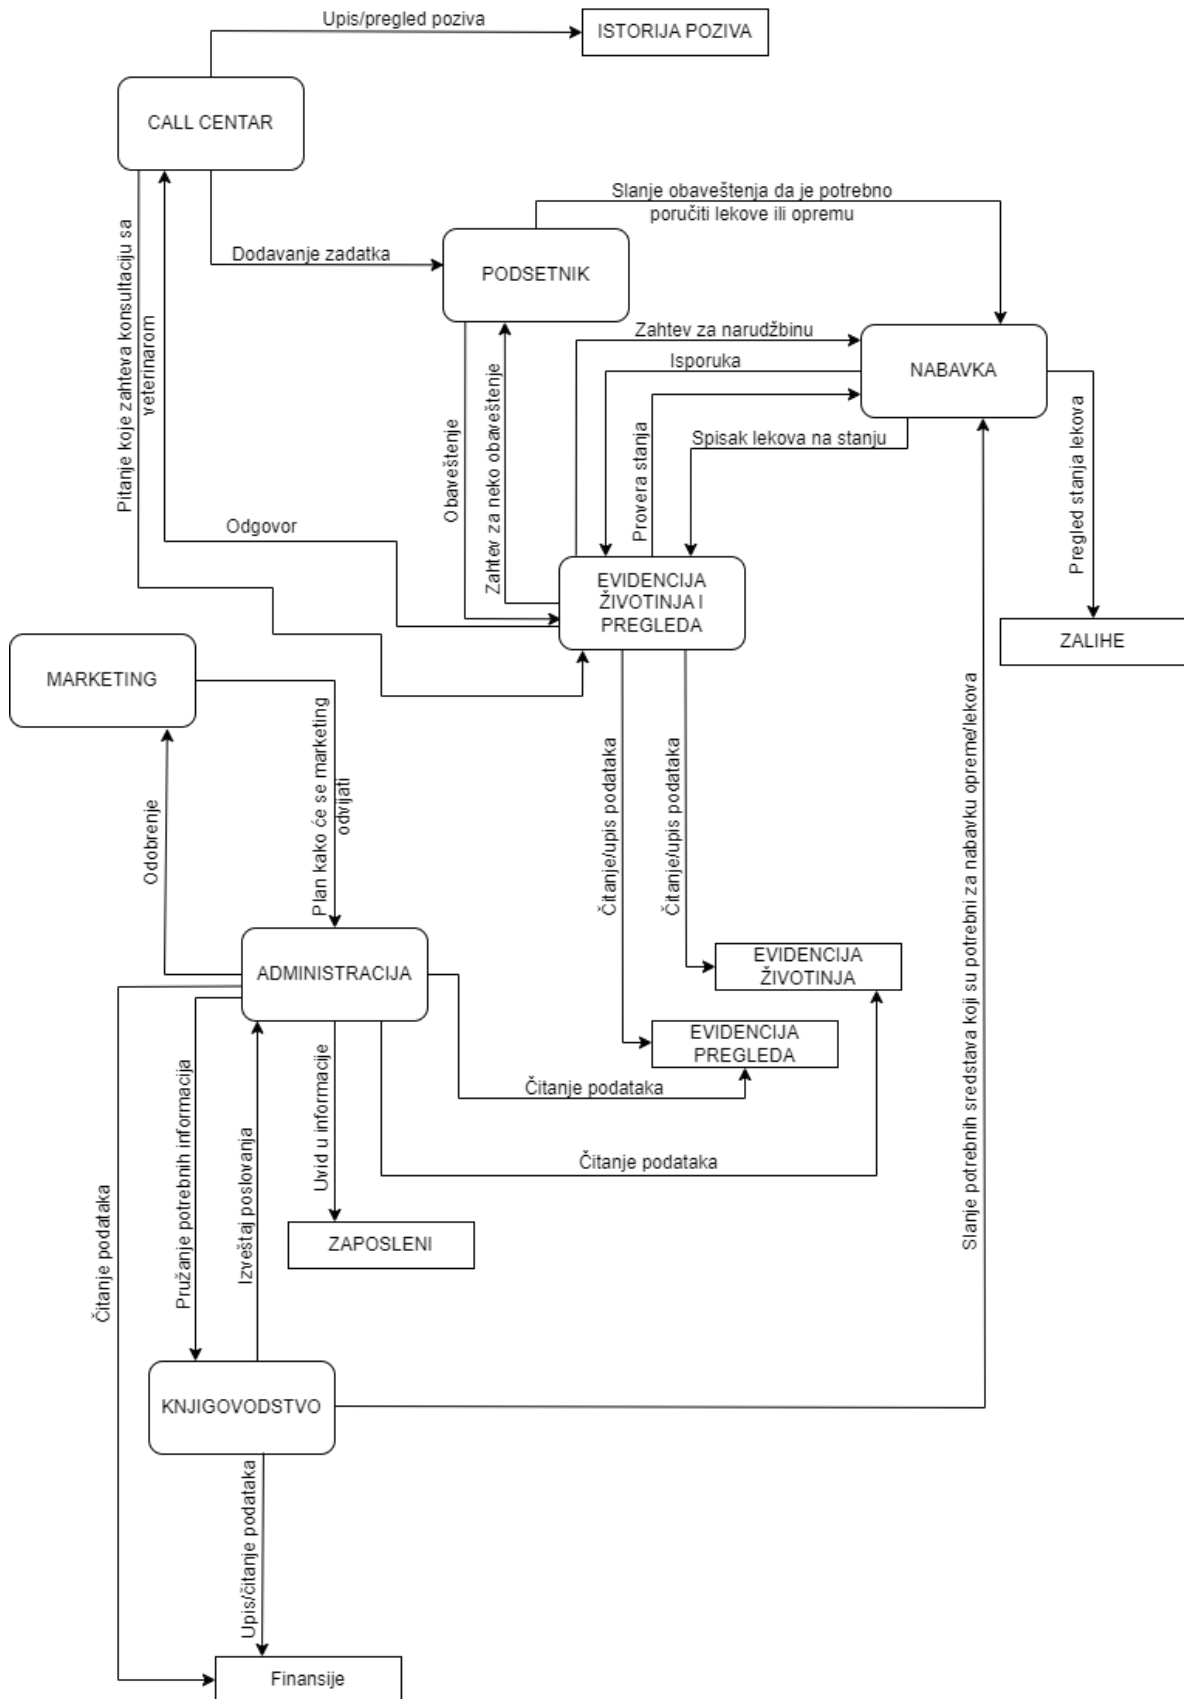 Upis/pregled poziva
ISTORIJA POZIVA
CALL CENTAR
Slanje obaveštenja da je potrebno
poručiti lekove ili opremu
Pitanje koje zahteva konsultaciju sa
veterinarom
Dodavanje zadatka
PODSETNIK
Zahtev za narudžbinu
Isporuka
NABAVKA
Obaveštenje
Zahtev za neko obaveštenje
Provera stanja
Spisak lekova na stanju
Pregled stanja lekova
Odgovor
EVIDENCIJA
ŽIVOTINJA I
PREGLEDA
ZALIHE
MARKETING
Odobrenje
Plan kako će se marketing
odvijati
Čitanje/upis podataka
Čitanje/upis podataka
Slanje potrebnih sredstava koji su potrebni za nabavku opreme/lekova
ADMINISTRACIJA
EVIDENCIJA
ŽIVOTINJA
EVIDENCIJA
PREGLEDA
Čitanje podataka
Čitanje podataka
Čitanje podataka
Pružanje potrebnih informacija
Izveštaj poslovanja
Uvid u informacije
ZAPOSLENI
KNJIGOVODSTVO
Upis/čitanje podataka
Finansije